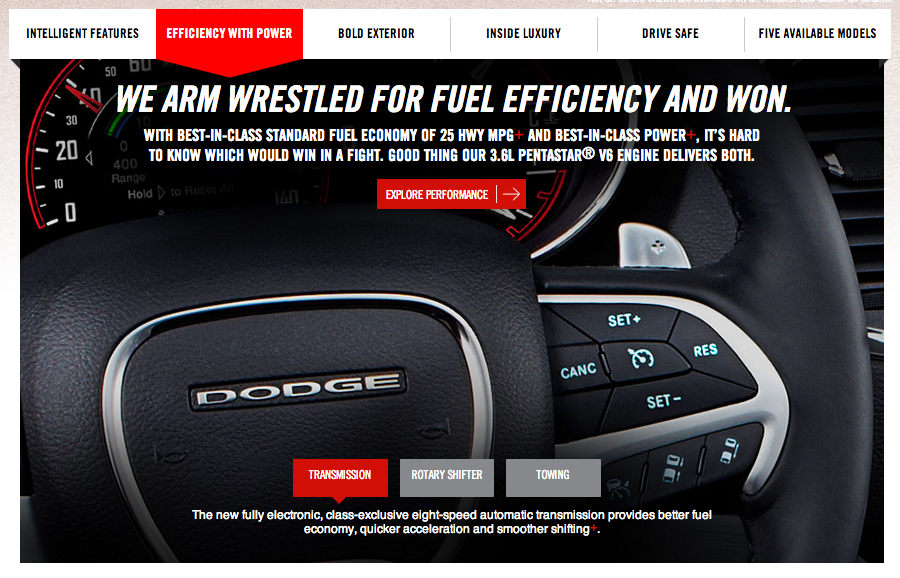 INTELLIGENT FEATURES
EFFICIENCY WITH POWER
BOLD EXTERIOR
INSIDE LUXURY
DRIVE SAFE
FIVE AVAILABLE MODELS
WE ARM WRESTLED FOR FUEL EFFICIENCY AND WON.
WITH BEST-IN-CLASS STANDARD FUEL ECONOMY OF 25 HWY MPG+ AND BEST-IN-CLASS POWER+, IT'S HARD
TO KNOW WHICH WOULD WIN IN A FIGHT. GOOD THING OUR 3.6L PENTASTAR® V6 ENGINE DELIVERS BOTH.
EXPLORE PERFORMANCE
60
50
40
30
20
10
0
0
400
Range
Hold ▷ to Reset All
140
SET+
CANC
RES
SET-
DODGE
TRANSMISSION
ROTARY SHIFTER
TOWING
The new fully electronic, class-exclusive eight-speed automatic transmission provides better fuel
economy, quicker acceleration and smoother shifting+.